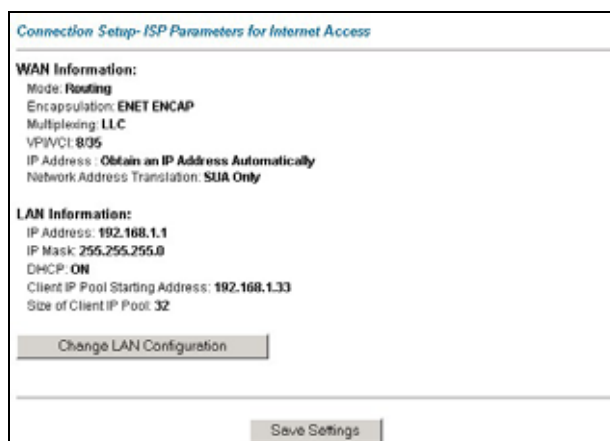 Connection Setup- ISP Parameters for Internet Access
WAN Information:
Mode: Routing
Encapsulation: ENET ENCAP
Multiplexing: LLC
VPI/VCI: 8/35
IP Address : Obtain an IP Address Automatically
Network Address Translation: SUA Only
LAN Information:
IP Address: 192.168.1.1
IP Mask: 255.255.255.0
DHCP: ON
Client IP Pool Starting Address: 192.168.1.33
Size of Client IP Pool: 32
Change LAN Configuration
Save Settings